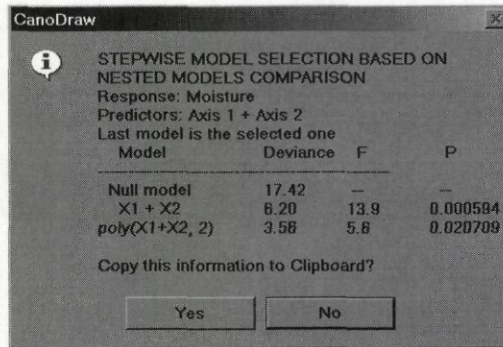 CanoDraw
STEPWISE MODEL SELECTION BASED ON
NESTED MODELS COMPARISON
Response: Moisture
Predictors: Axis 1 + Axis 2
Last model is the selected one
Model Deviance F P
Null model 17.42 -- --
X1 + X2 6.20 13.9 0.000594
poly(X1+X2, 2) 3.56 5.6 0.020709
Copy this information to Clipboard?
Yes No